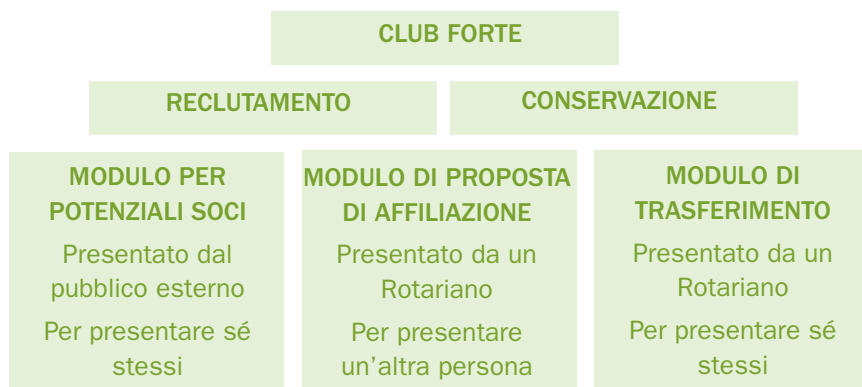 CLUB FORTE
RECLUTAMENTO
CONSERVAZIONE
MODULO PER
POTENZIALI SOCI
Presentato dal
pubblico esterno
Per presentare sé
stessi
MODULO DI PROPOSTA
DI AFFILIAZIONE
Presentato da un
Rotariano
Per presentare
un’altra persona
MODULO DI
TRASFERIMENTO
Presentato da un
Rotariano
Per presentare sé
stessi